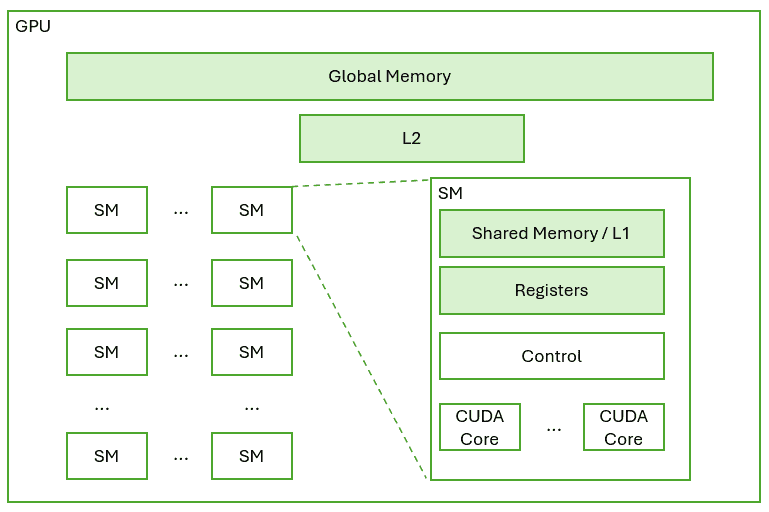 GPU
Global Memory
L2
SM ... SM
SM
Shared Memory / L1
SM ... SM
Registers
SM ... SM
Control
... ...
CUDA Core ... CUDA Core
SM ... SM